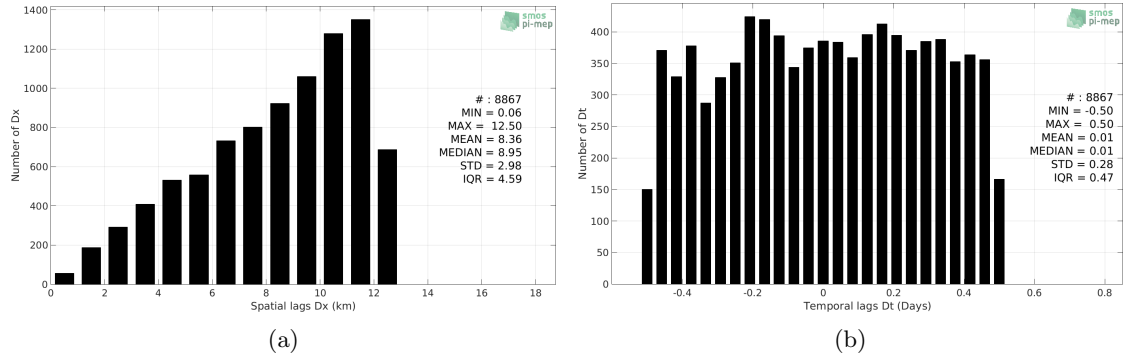 1400
1200
1000
800
600
400
200
0
Number of Dx
smos
pi-mep
# : 8867
MIN = 0.06
MAX = 12.50
MEAN = 8.36
MEDIAN = 8.95
STD = 2.98
IQR = 4.59
0 2 4 6 8 10 12 14 16 18
Spatial lags Dx (km)
(a)
400
350
300
250
200
150
100
50
0
Number of Dt
smos
pi-mep
# : 8867
MIN = -0.50
MAX = 0.50
MEAN = 0.01
MEDIAN = 0.01
STD = 0.28
IQR = 0.47
-0.4 -0.2 0 0.2 0.4 0.6 0.8
Temporal lags Dt (Days)
(b)